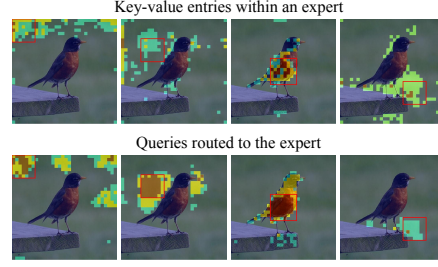 Key-value entries within an expert
Queries routed to the expert